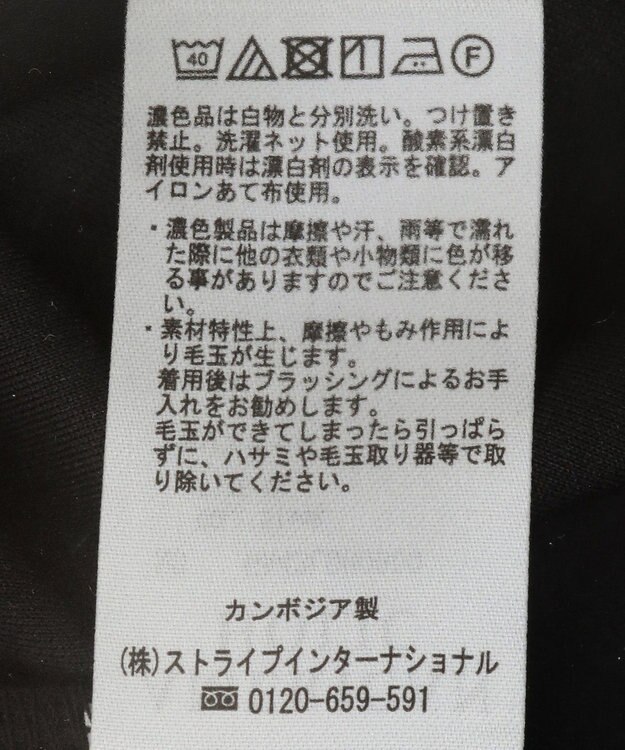 40 F
濃色品は白物と分別洗い。つけ置き
禁止。洗濯ネット使用。酸素系漂白
剤使用時は漂白剤の表示を確認。ア
イロンあて布使用。
・濃色製品は摩擦や汗、雨等で濡れ
た際に他の衣類や小物類に色が移
る事がありますのでご注意くださ
い。
・素材特性上、摩擦やもみ作用によ
り毛玉が生じます。
着用後はブラッシングによるお手
入れをお勧めします。
毛玉ができてしまったら引っぱら
ずに、ハサミや毛玉取り器等で取
り除いてください。
カンボジア製
(株)ストライプインターナショナル
0120-659-591